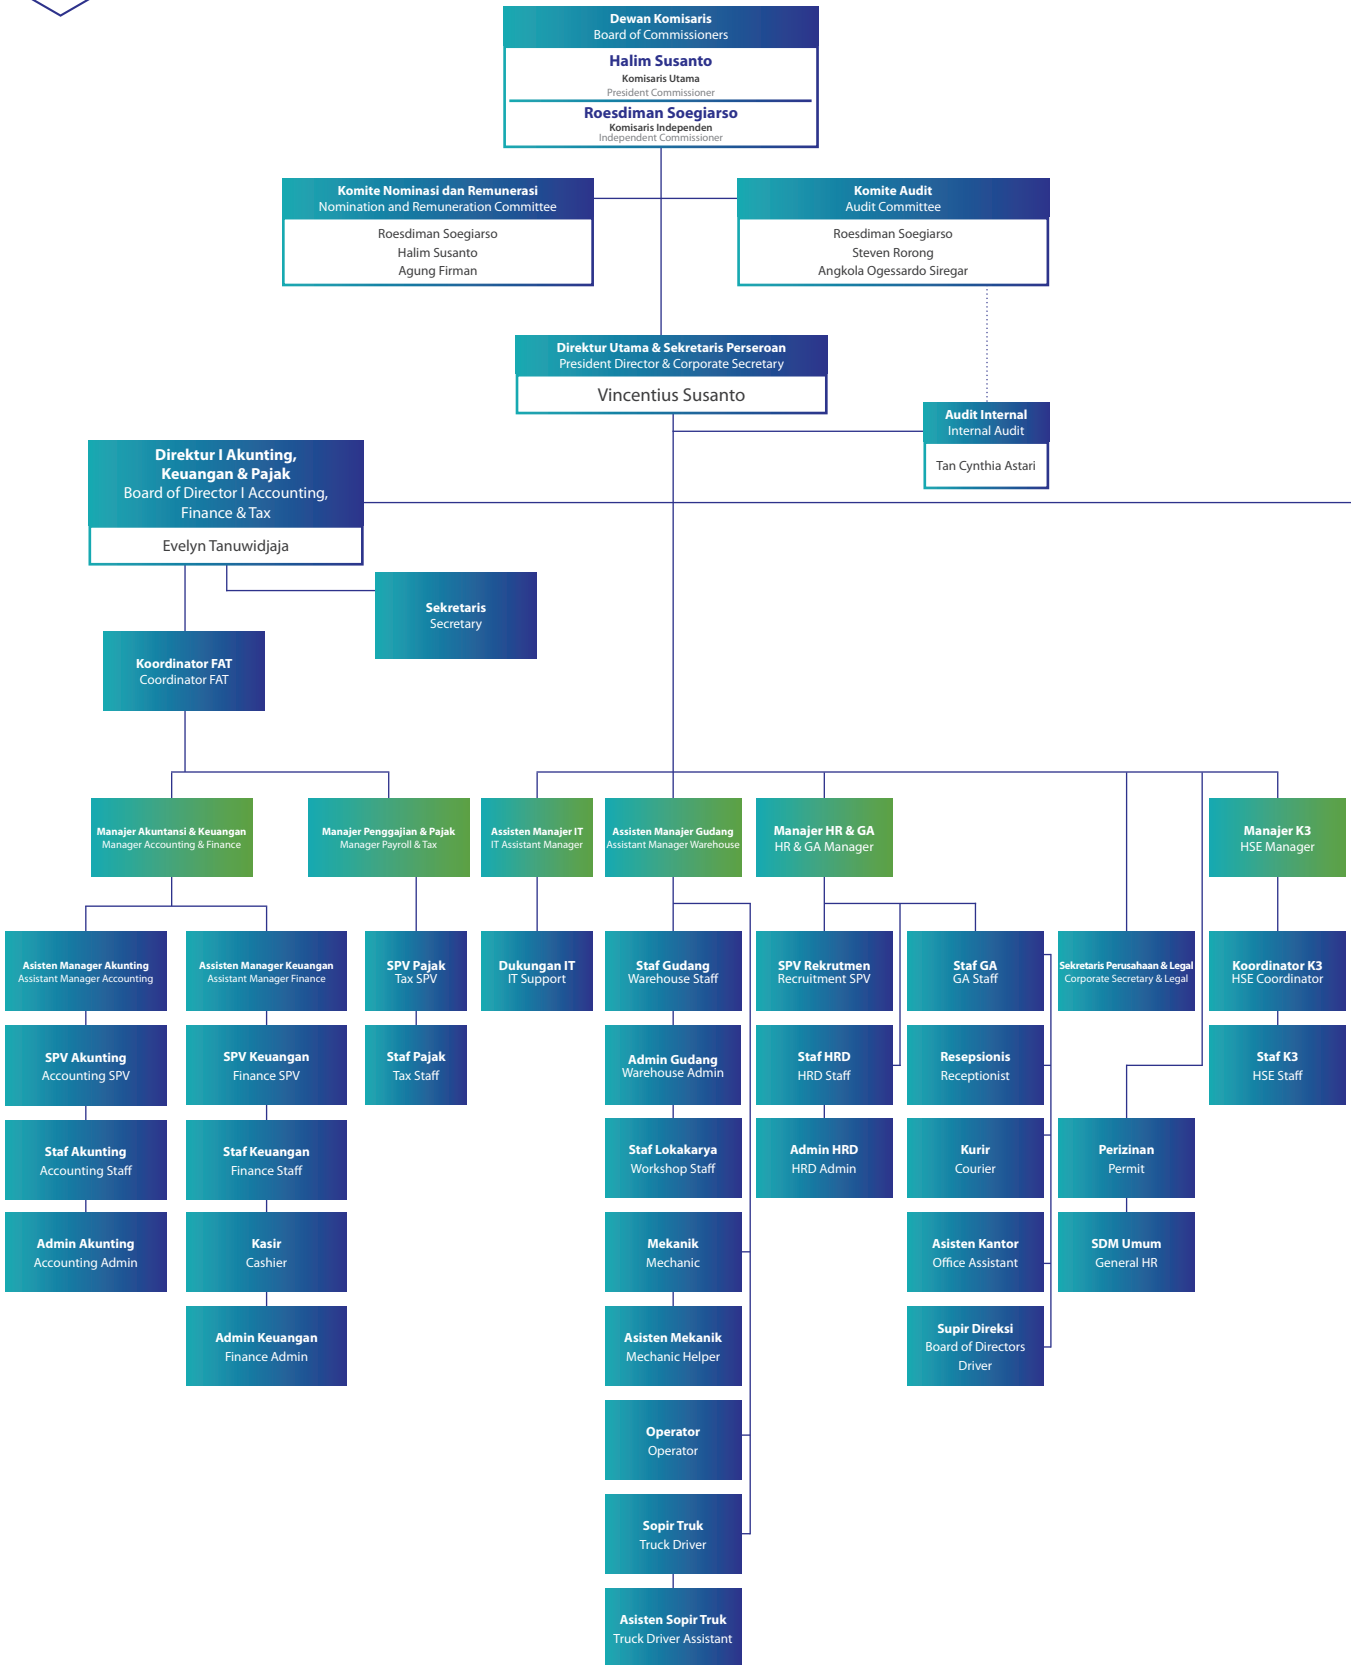 Dewan Komisaris
Board of Commissioners
Halim Susanto
Komisaris Utama
President Commissioner
Roesdiman Soegiarso
Komisaris Independen
Independent Commissioner
Komite Nominasi dan Remunerasi
Nomination and Remuneration Committee
Roesdiman Soegiarso
Halim Susanto
Agung Firman
Komite Audit
Audit Committee
Roesdiman Soegiarso
Steven Rorong
Angkola Ogessardo Siregar
Direktur Utama & Sekretaris Perseroan
President Director & Corporate Secretary
Vincentius Susanto
Audit Internal
Internal Audit
Tan Cynthia Astari
Direktur I Akunting,
Keuangan & Pajak
Board of Director I Accounting,
Finance & Tax
Evelyn Tanuwidjaja
Sekretaris
Secretary
Koordinator FAT
Coordinator FAT
Manajer Akuntansi & Keuangan
Manager Accounting & Finance
Manajer Penggajian & Pajak
Manager Payroll & Tax
Assisten Manajer IT
IT Assistant Manager
Assisten Manajer Gudang
Assistant Manager Warehouse
Manajer HR & GA
HR & GA Manager
Manajer K3
HSE Manager
Asisten Manager Akunting
Assistant Manager Accounting
Assisten Manager Keuangan
Assistant Manager Finance
SPV Pajak
Tax SPV
Dukungan IT
IT Support
Staf Gudang
Warehouse Staff
SPV Rekrutmen
Recruitment SPV
Staf GA
GA Staff
Sekretaris Perusahaan & Legal
Corporate Secretary & Legal
Koordinator K3
HSE Coordinator
SPV Akunting
Accounting SPV
SPV Keuangan
Finance SPV
Staf Pajak
Tax Staff
Admin Gudang
Warehouse Admin
Staf HRD
HRD Staff
Resepsionis
Receptionist
Staf K3
HSE Staff
Staf Akunting
Accounting Staff
Staf Keuangan
Finance Staff
Staf Lokakarya
Workshop Staff
Admin HRD
HRD Admin
Kurir
Courier
Perizinan
Permit
Admin Akunting
Accounting Admin
Kasir
Cashier
Mekanik
Mechanic
Asisten Kantor
Office Assistant
SDM Umum
General HR
Admin Keuangan
Finance Admin
Asisten Mekanik
Mechanic Helper
Supir Direksi
Board of Directors
Driver
Operator
Operator
Sopir Truk
Truck Driver
Asisten Sopir Truk
Truck Driver Assistant